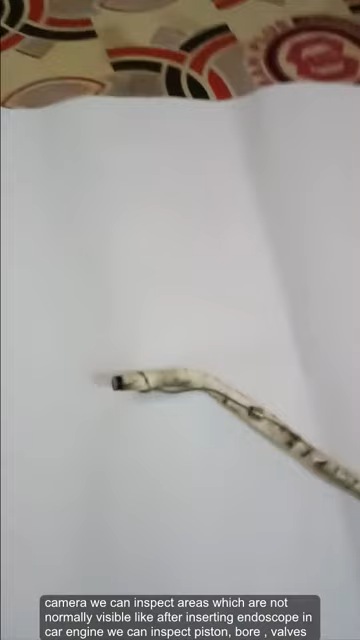 camera we can inspect areas which are not
normally visible like after inserting endoscope in
car engine we can inspect piston, bore , valves